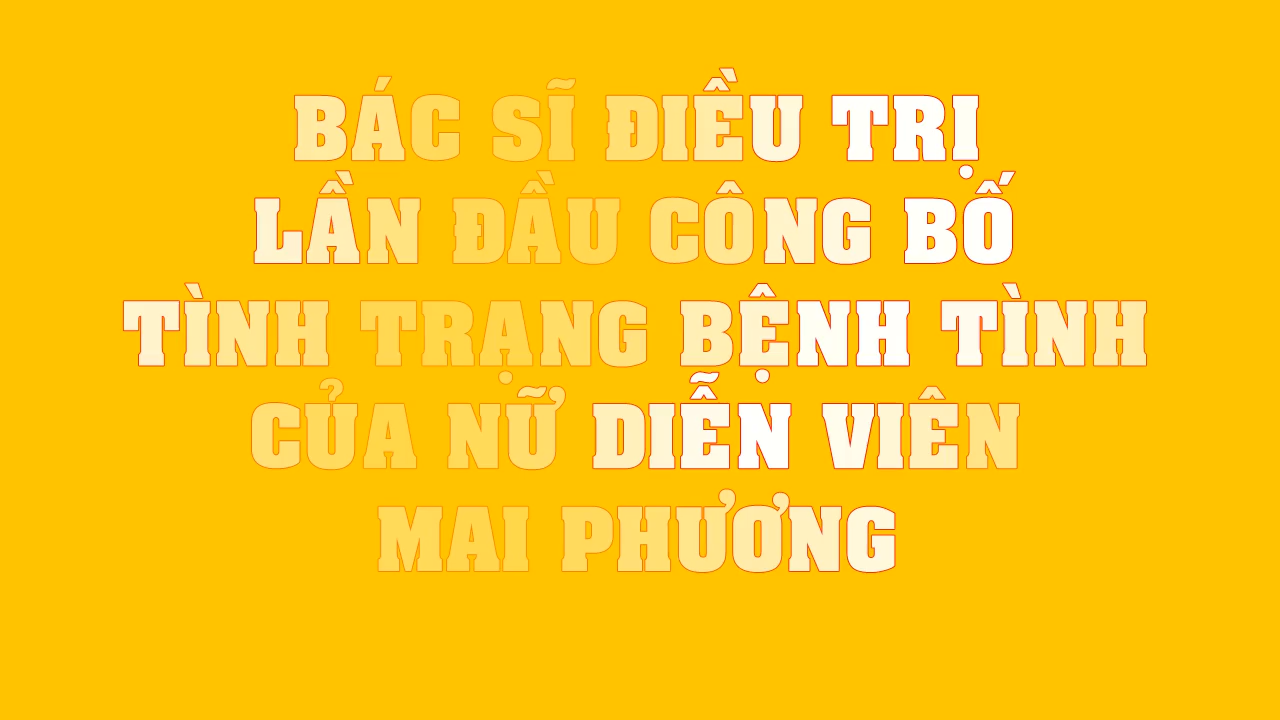 BÁC SĨ ĐIỀU TRỊ
LẦN ĐẦU CÔNG BỐ
TÌNH TRẠNG BỆNH TÌNH
CỦA NỮ DIỄN VIÊN
MAI PHƯƠNG